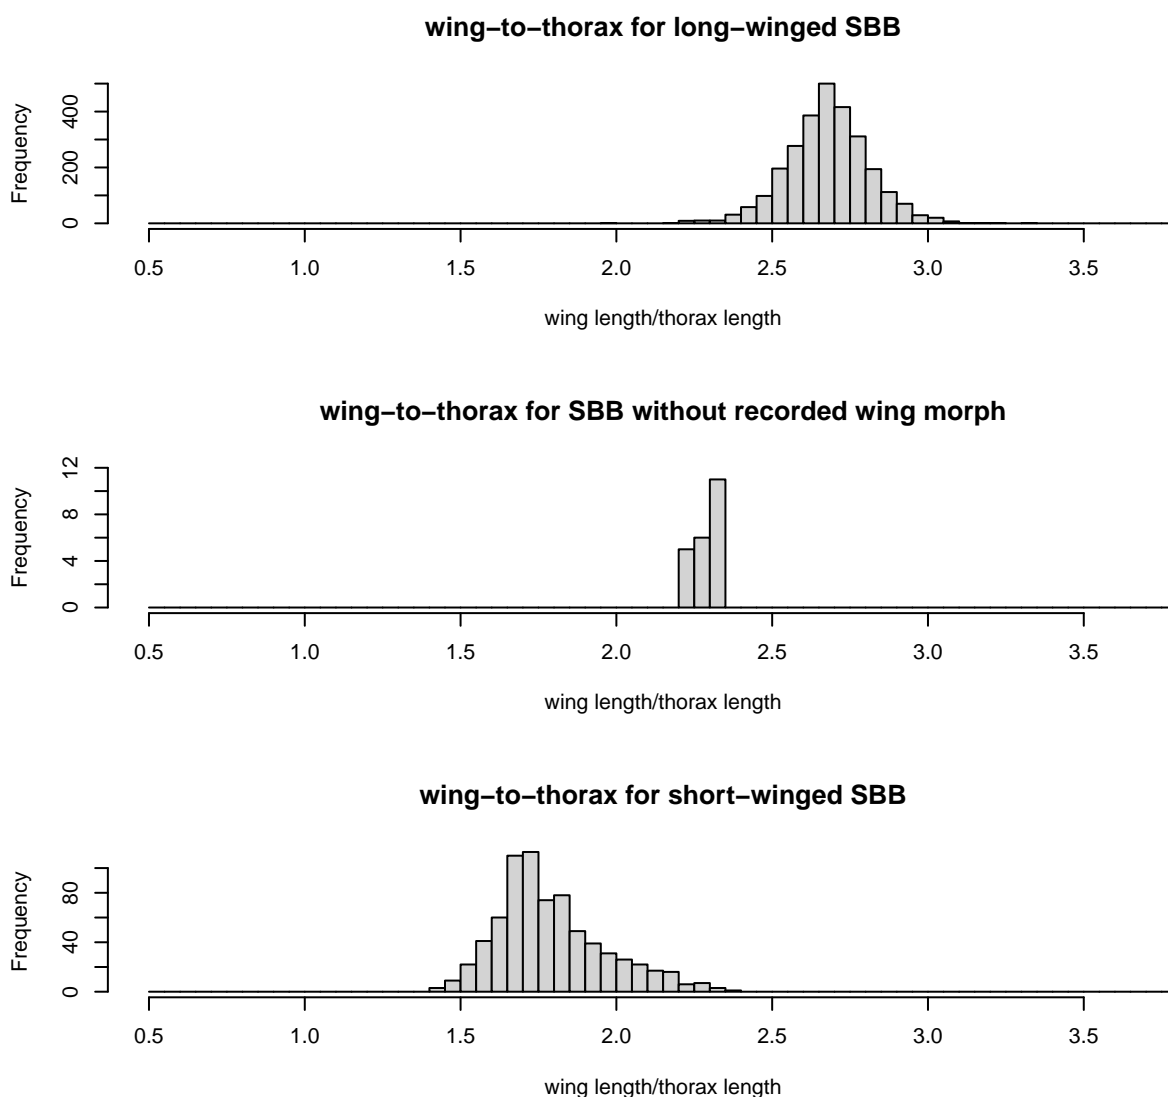 wing−to−thorax for long−winged SBB
Frequency
0 200 400
0.5 1.0 1.5 2.0 2.5 3.0 3.5
wing length/thorax length
wing−to−thorax for SBB without recorded wing morph
Frequency
0 4 8 12
0.5 1.0 1.5 2.0 2.5 3.0 3.5
wing length/thorax length
wing−to−thorax for short−winged SBB
Frequency
0 40 80
0.5 1.0 1.5 2.0 2.5 3.0 3.5
wing length/thorax length